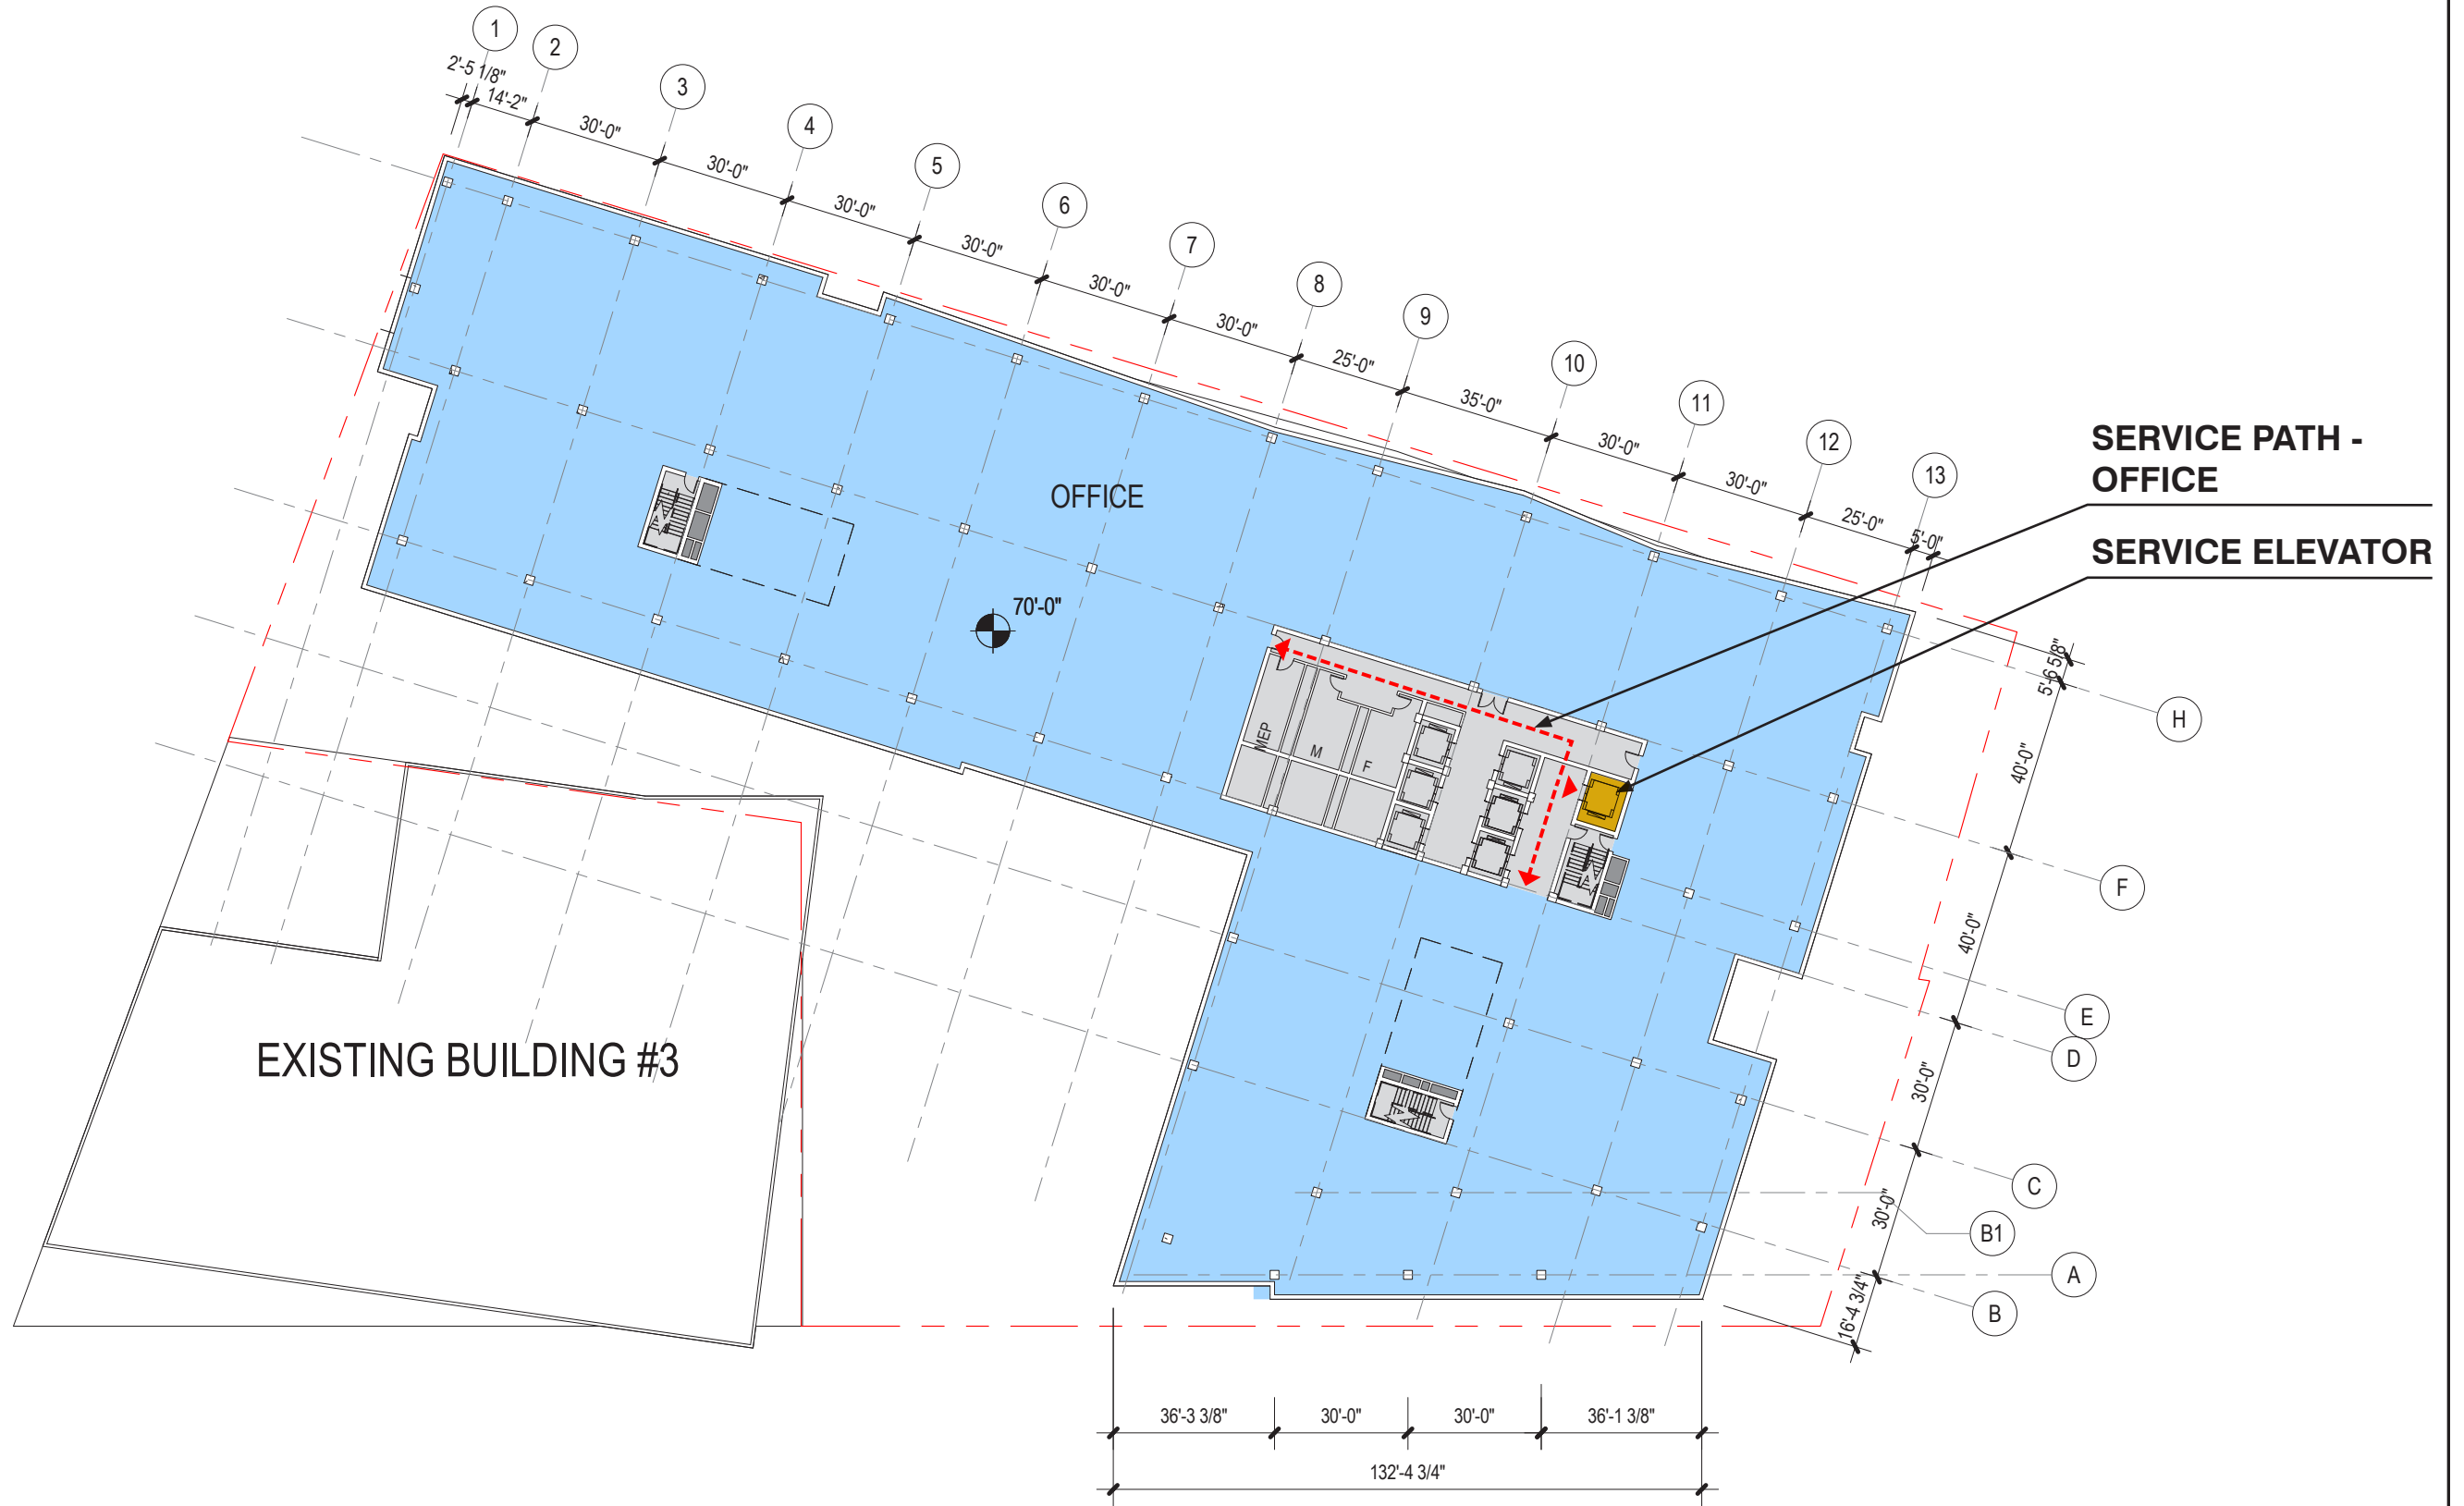 1
2
3
4
5
6
7
8
9
10
11
12
13
2'-5 1/8"
14'-2"
30'-0"
30'-0"
30'-0"
30'-0"
30'-0"
30'-0"
25'-0"
35'-0"
30'-0"
30'-0"
25'-0"
5'-0"
SERVICE PATH -
OFFICE
SERVICE ELEVATOR
OFFICE
70'-0"
MEP
M
F
5'-6 5/8"
H
40'-0"
F
40'-0"
E
D
30'-0"
C
30'-0"
B1
A
16'-4 3/4"
B
EXISTING BUILDING #3
36'-3 3/8"
30'-0"
30'-0"
36'-1 3/8"
132'-4 3/4"